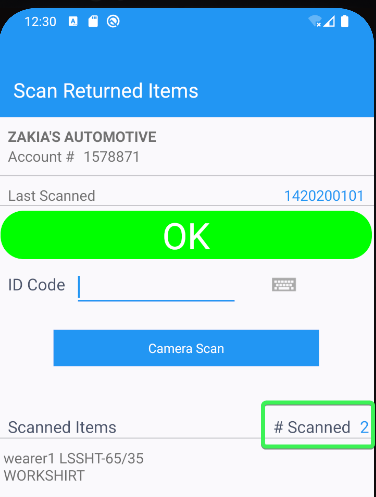 12:30
Scan Returned Items
ZAKIA'S AUTOMOTIVE
Account # 1578871
Last Scanned 1420200101
OK
ID Code
Camera Scan
Scanned Items # Scanned 2
wearer1 LSSHT-65/35
WORKSHIRT